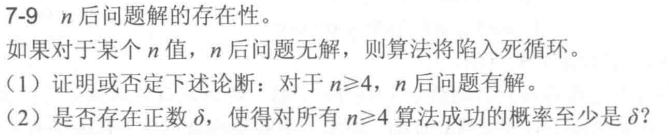 7-9 n 后问题解的存在性。
如果对于某个 n 值，n 后问题无解，则算法将陷入死循环。
（1）证明或否定下述论断：对于 n≥4，n 后问题有解。
（2）是否存在正数 δ，使得对所有 n≥4 算法成功的概率至少是 δ？